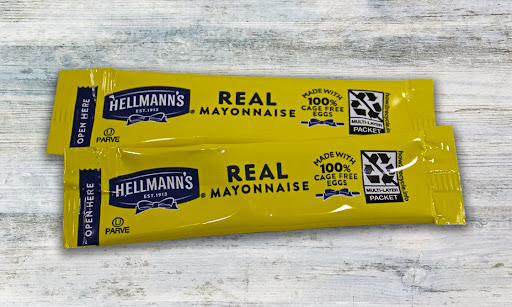 OPEN HERE
HELLMANN'S
EST. 1913
REAL
MAYONNAISE
MADE WITH
100%
CAGE FREE
EGGS
MULTI-LAYER
PACKET
U
PARVE
OPEN HERE
HELLMANN'S
EST. 1913
REAL
MAYONNAISE
MADE WITH
100%
CAGE FREE
EGGS
MULTI-LAYER
PACKET
U
PARVE